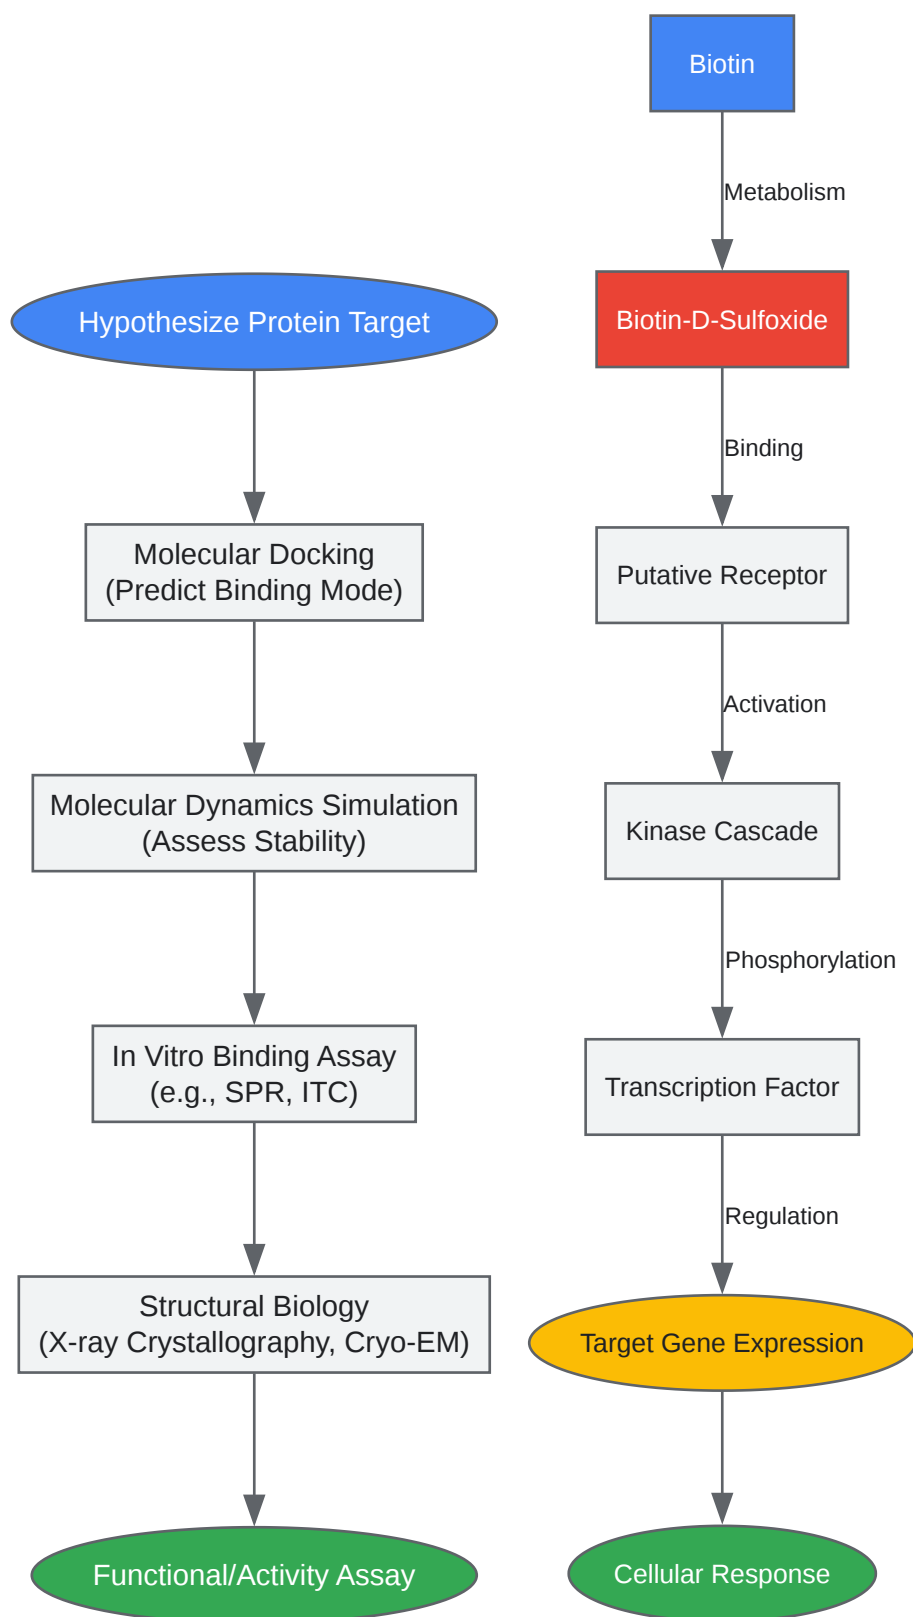 Hypothesize Protein Target
Molecular Docking
(Predict Binding Mode)
Molecular Dynamics Simulation
(Assess Stability)
In Vitro Binding Assay
(e.g., SPR, ITC)
Structural Biology
(X-ray Crystallography, Cryo-EM)
Functional/Activity Assay
Biotin
Metabolism
Biotin-D-Sulfoxide
Binding
Putative Receptor
Activation
Kinase Cascade
Phosphorylation
Transcription Factor
Regulation
Target Gene Expression
Cellular Response